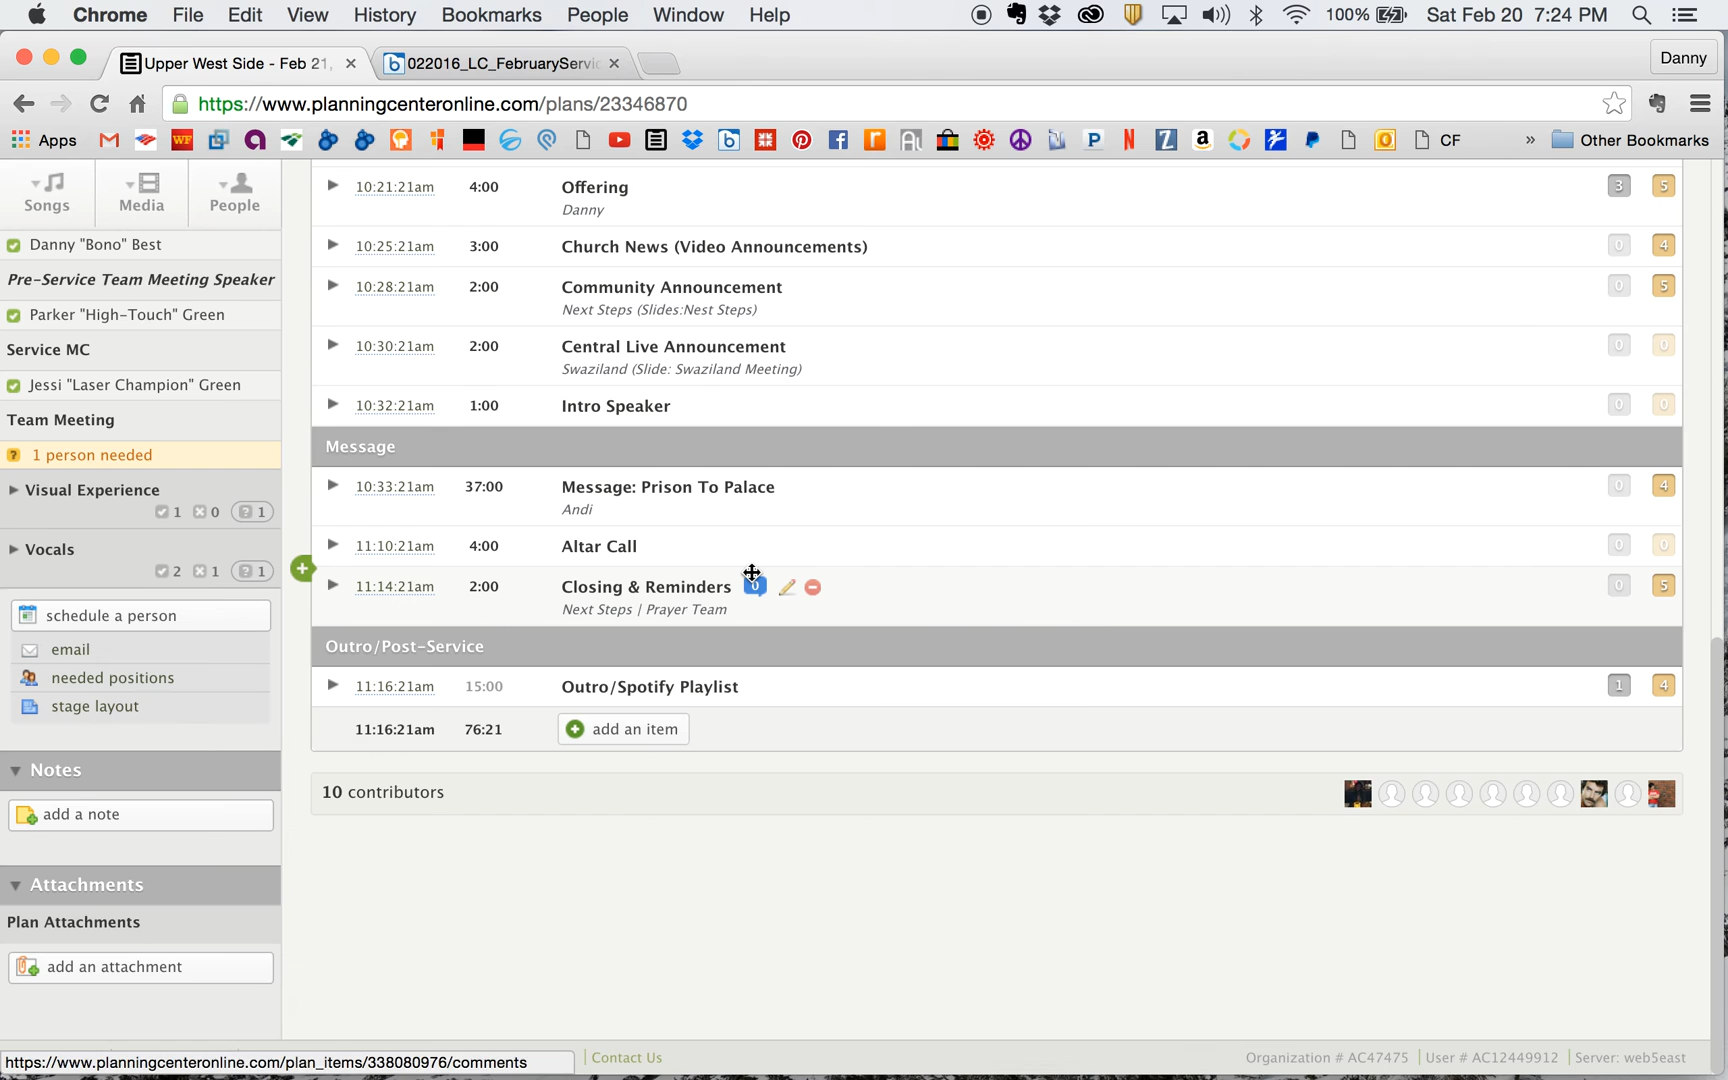 Chrome File Edit View History Bookmarks People Window Help 100% Sat Feb 20 7:24 PM
Upper West Side - Feb 21, 022016_LC_FebruaryServi Danny
https://www.planningcenteronline.com/plans/23346870
Apps CF » Other Bookmarks
Songs Media People
Danny "Bono" Best
Pre-Service Team Meeting Speaker
Parker "High-Touch" Green
Service MC
Jessi "Laser Champion" Green
Team Meeting
1 person needed
Visual Experience
1 0 1
Vocals
2 1 1
schedule a person
email
needed positions
stage layout
Notes
add a note
Attachments
Plan Attachments
add an attachment
10:21:21am 4:00 Offering 3 5
Danny
10:25:21am 3:00 Church News (Video Announcements) 0 4
10:28:21am 2:00 Community Announcement 0 5
Next Steps (Slides:Nest Steps)
10:30:21am 2:00 Central Live Announcement 0 0
Swaziland (Slide: Swaziland Meeting)
10:32:21am 1:00 Intro Speaker 0 0
Message
10:33:21am 37:00 Message: Prison To Palace 0 4
Andi
11:10:21am 4:00 Altar Call 0 0
11:14:21am 2:00 Closing & Reminders 0 0 5
Next Steps | Prayer Team
Outro/Post-Service
11:16:21am 15:00 Outro/Spotify Playlist 1 4
11:16:21am 76:21 add an item
10 contributors
https://www.planningcenteronline.com/plan_items/338080976/comments
Contact Us Organization # AC47475 User # AC12449912 Server: web5east